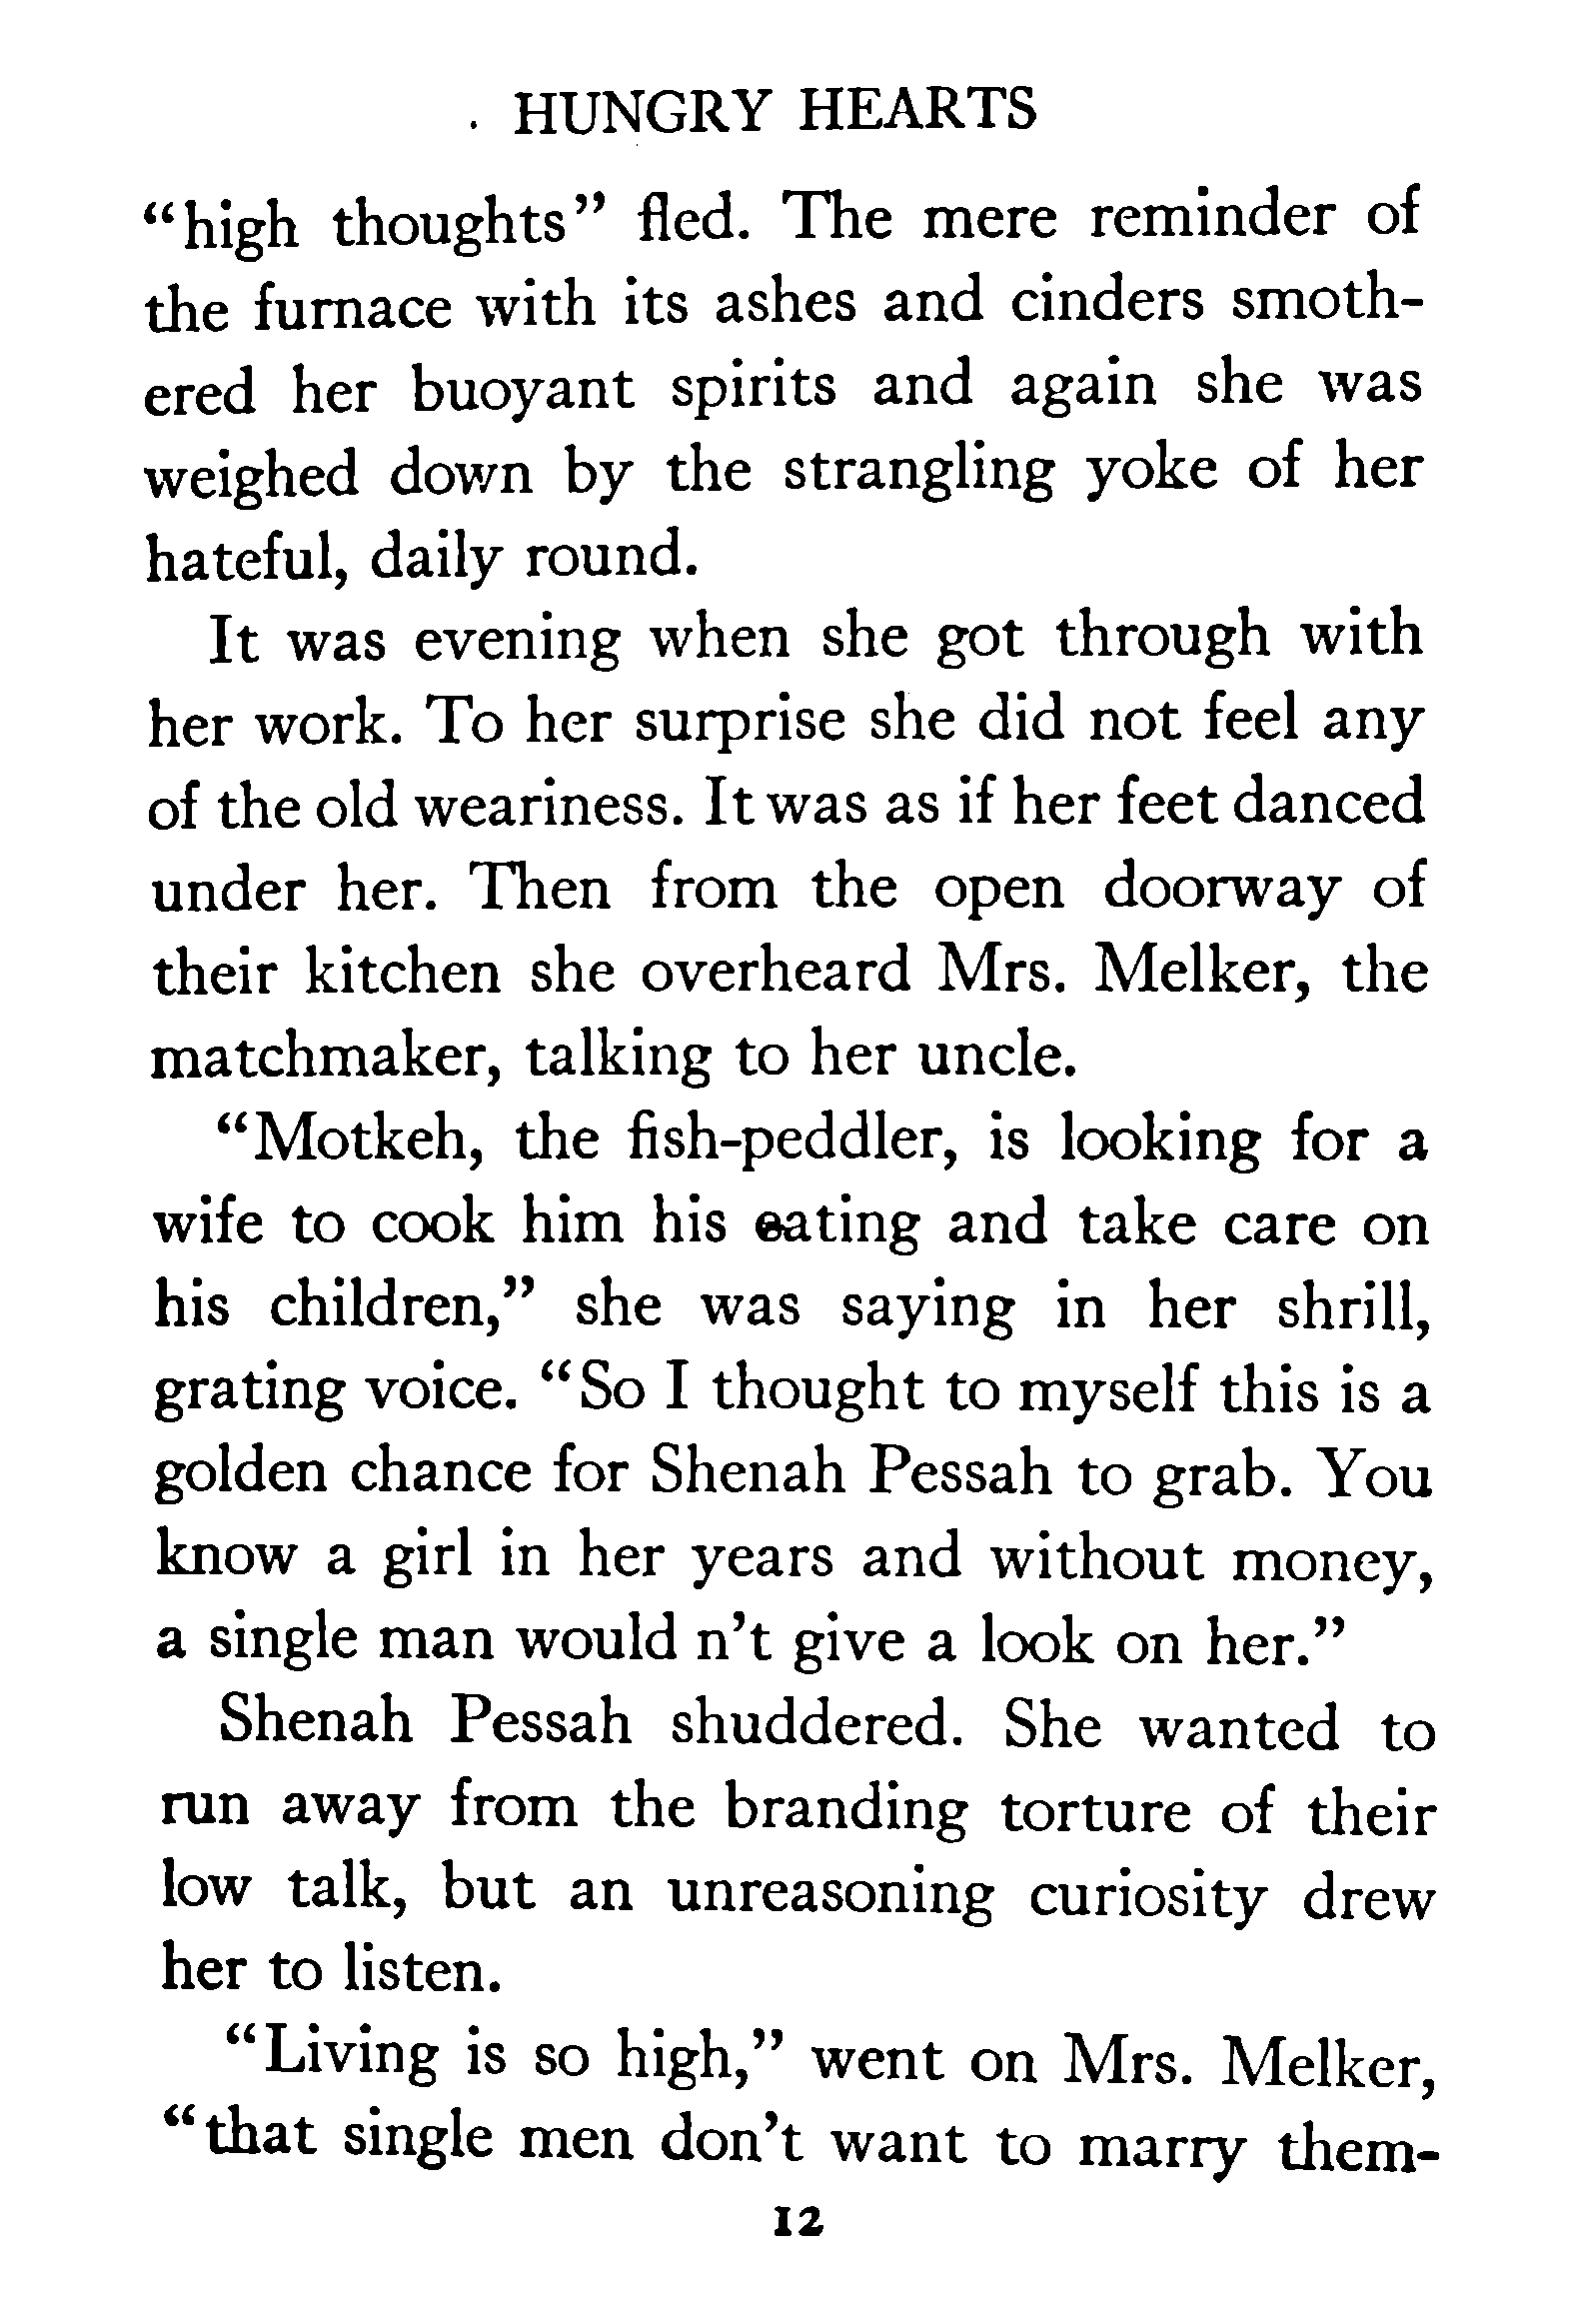 HUNGRY HEARTS
“high thoughts” fled. The mere reminder of
the furnace with its ashes and cinders smoth-
ered her buoyant spirits and again she was
weighed down by the strangling yoke of her
hateful, daily round.
It was evening when she got through with
her work. To her surprise she did not feel any
of the old weariness. It was as if her feet danced
under her. Then from the open doorway of
their kitchen she overheard Mrs. Melker, the
matchmaker, talking to her uncle.
“Motkeh, the fish-peddler, is looking for a
wife to cook him his eating and take care on
his children,” she was saying in her shrill,
grating voice. “So I thought to myself this is a
golden chance for Shenah Pessah to grab. You
know a girl in her years and without money,
a single man would n’t give a look on her.”
Shenah Pessah shuddered. She wanted to
run away from the branding torture of their
low talk, but an unreasoning curiosity drew
her to listen.
“Living is so high,” went on Mrs. Melker,
“that single men don’t want to marry them-
12